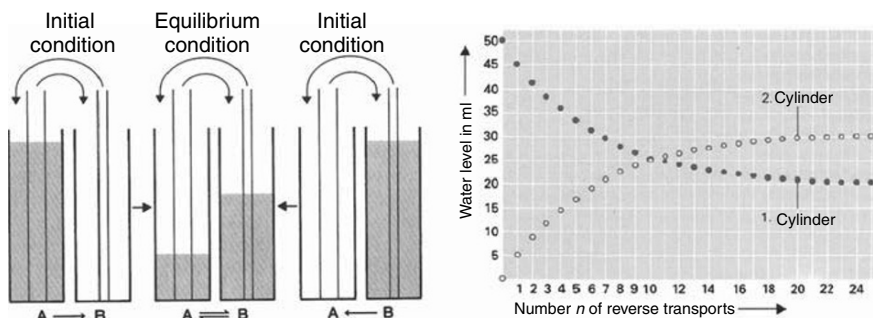 Initial
condition
Equilibrium
condition
Initial
condition
A ⟶ B
A ⇌ B
A ⟵ B
Water level in ml ⟶
50
45
40
35
30
25
20
15
10
5
0
2. Cylinder
1. Cylinder
1 2 3 4 5 6 7 8 9 10 12 14 16 18 20 22 24
Number n of reverse transports ⟶